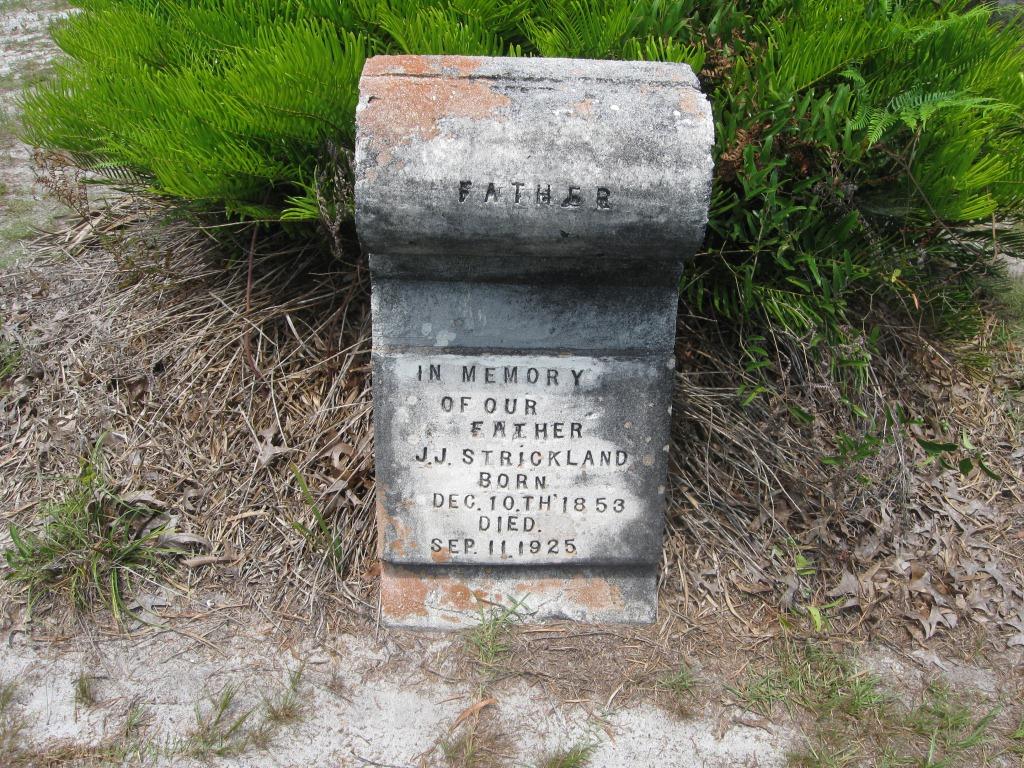 FATHER
IN MEMORY
OF OUR
FATHER
J.J. STRICKLAND
BORN
DEC. 10.TH 1853
DIED.
SEP. 11 1925